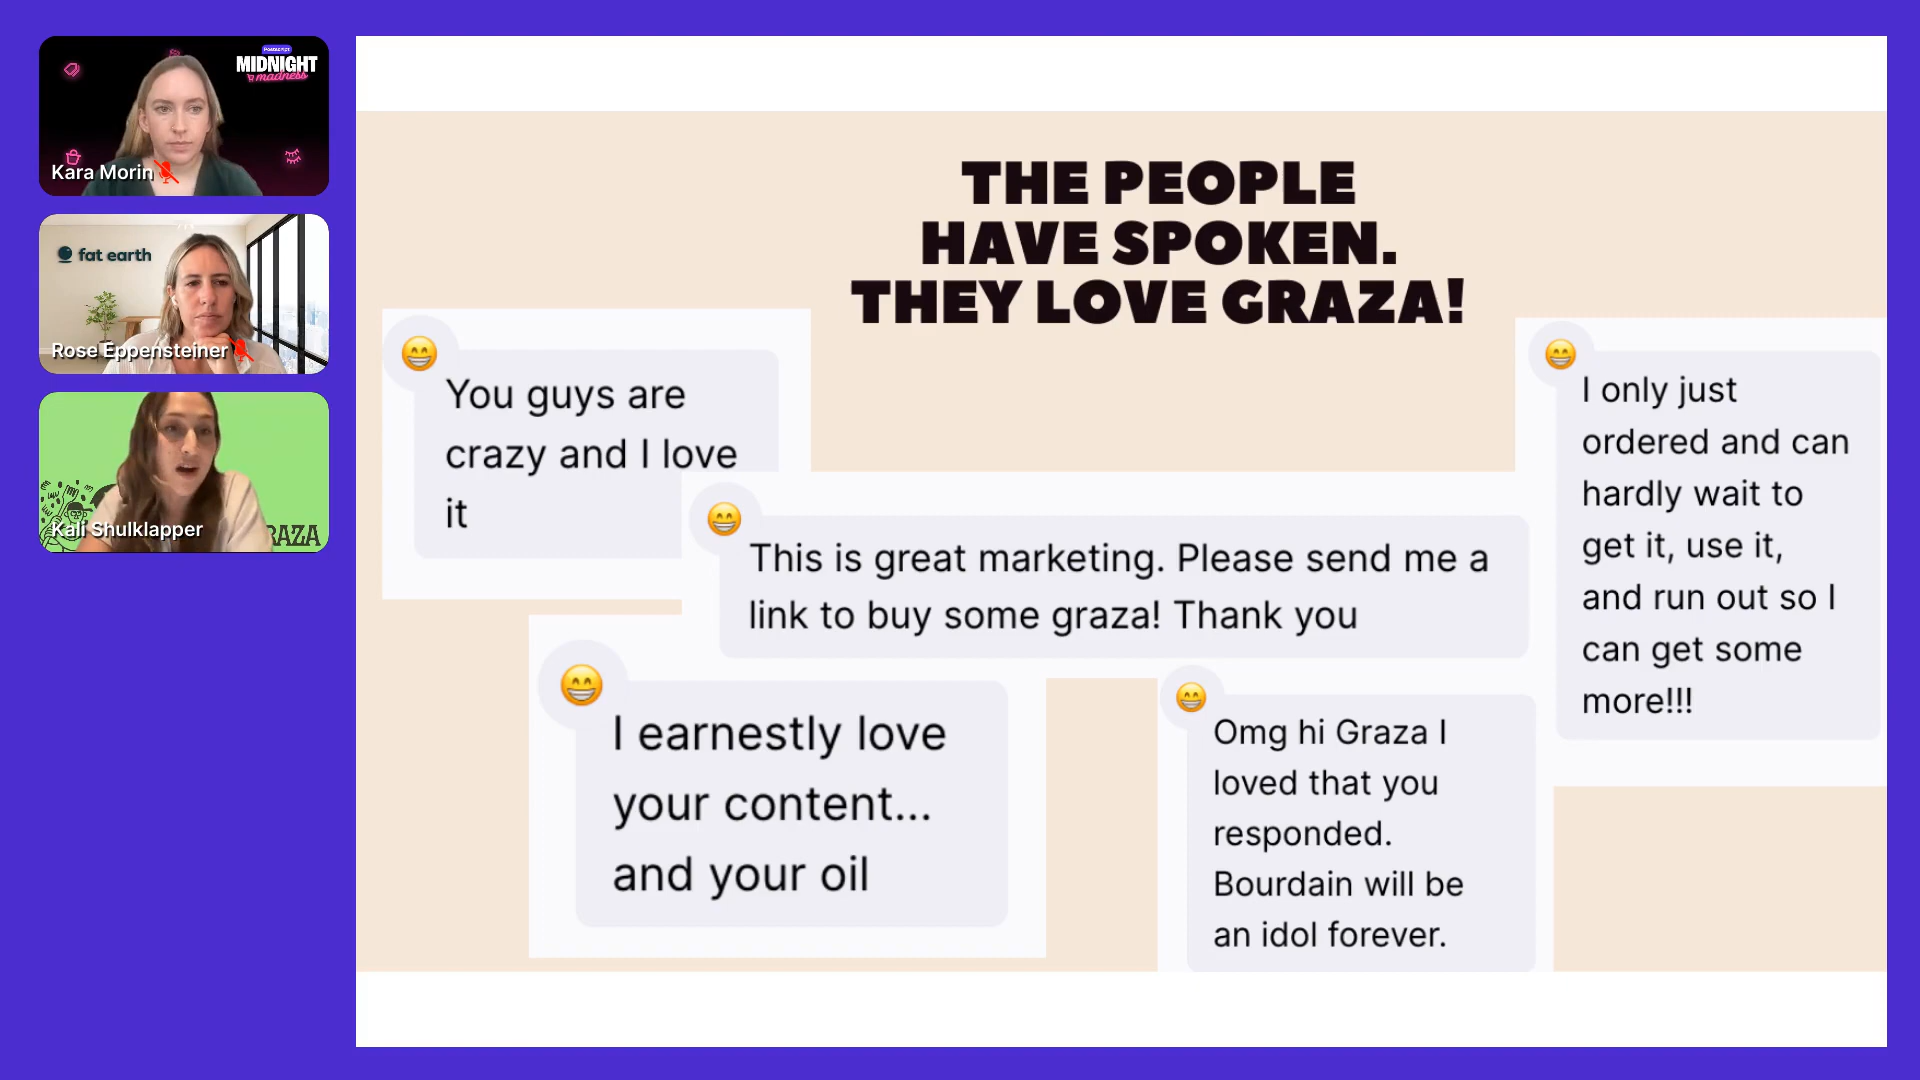 Postscript
MIDNIGHT
madness
Kara Morin
fat earth
Rose Eppensteiner
Kali Shulklapper
RAZA
THE PEOPLE
HAVE SPOKEN.
THEY LOVE GRAZA!
You guys are
crazy and I love
it
This is great marketing. Please send me a
link to buy some graza! Thank you
I only just
ordered and can
hardly wait to
get it, use it,
and run out so I
can get some
more!!!
I earnestly love
your content...
and your oil
Omg hi Graza I
loved that you
responded.
Bourdain will be
an idol forever.